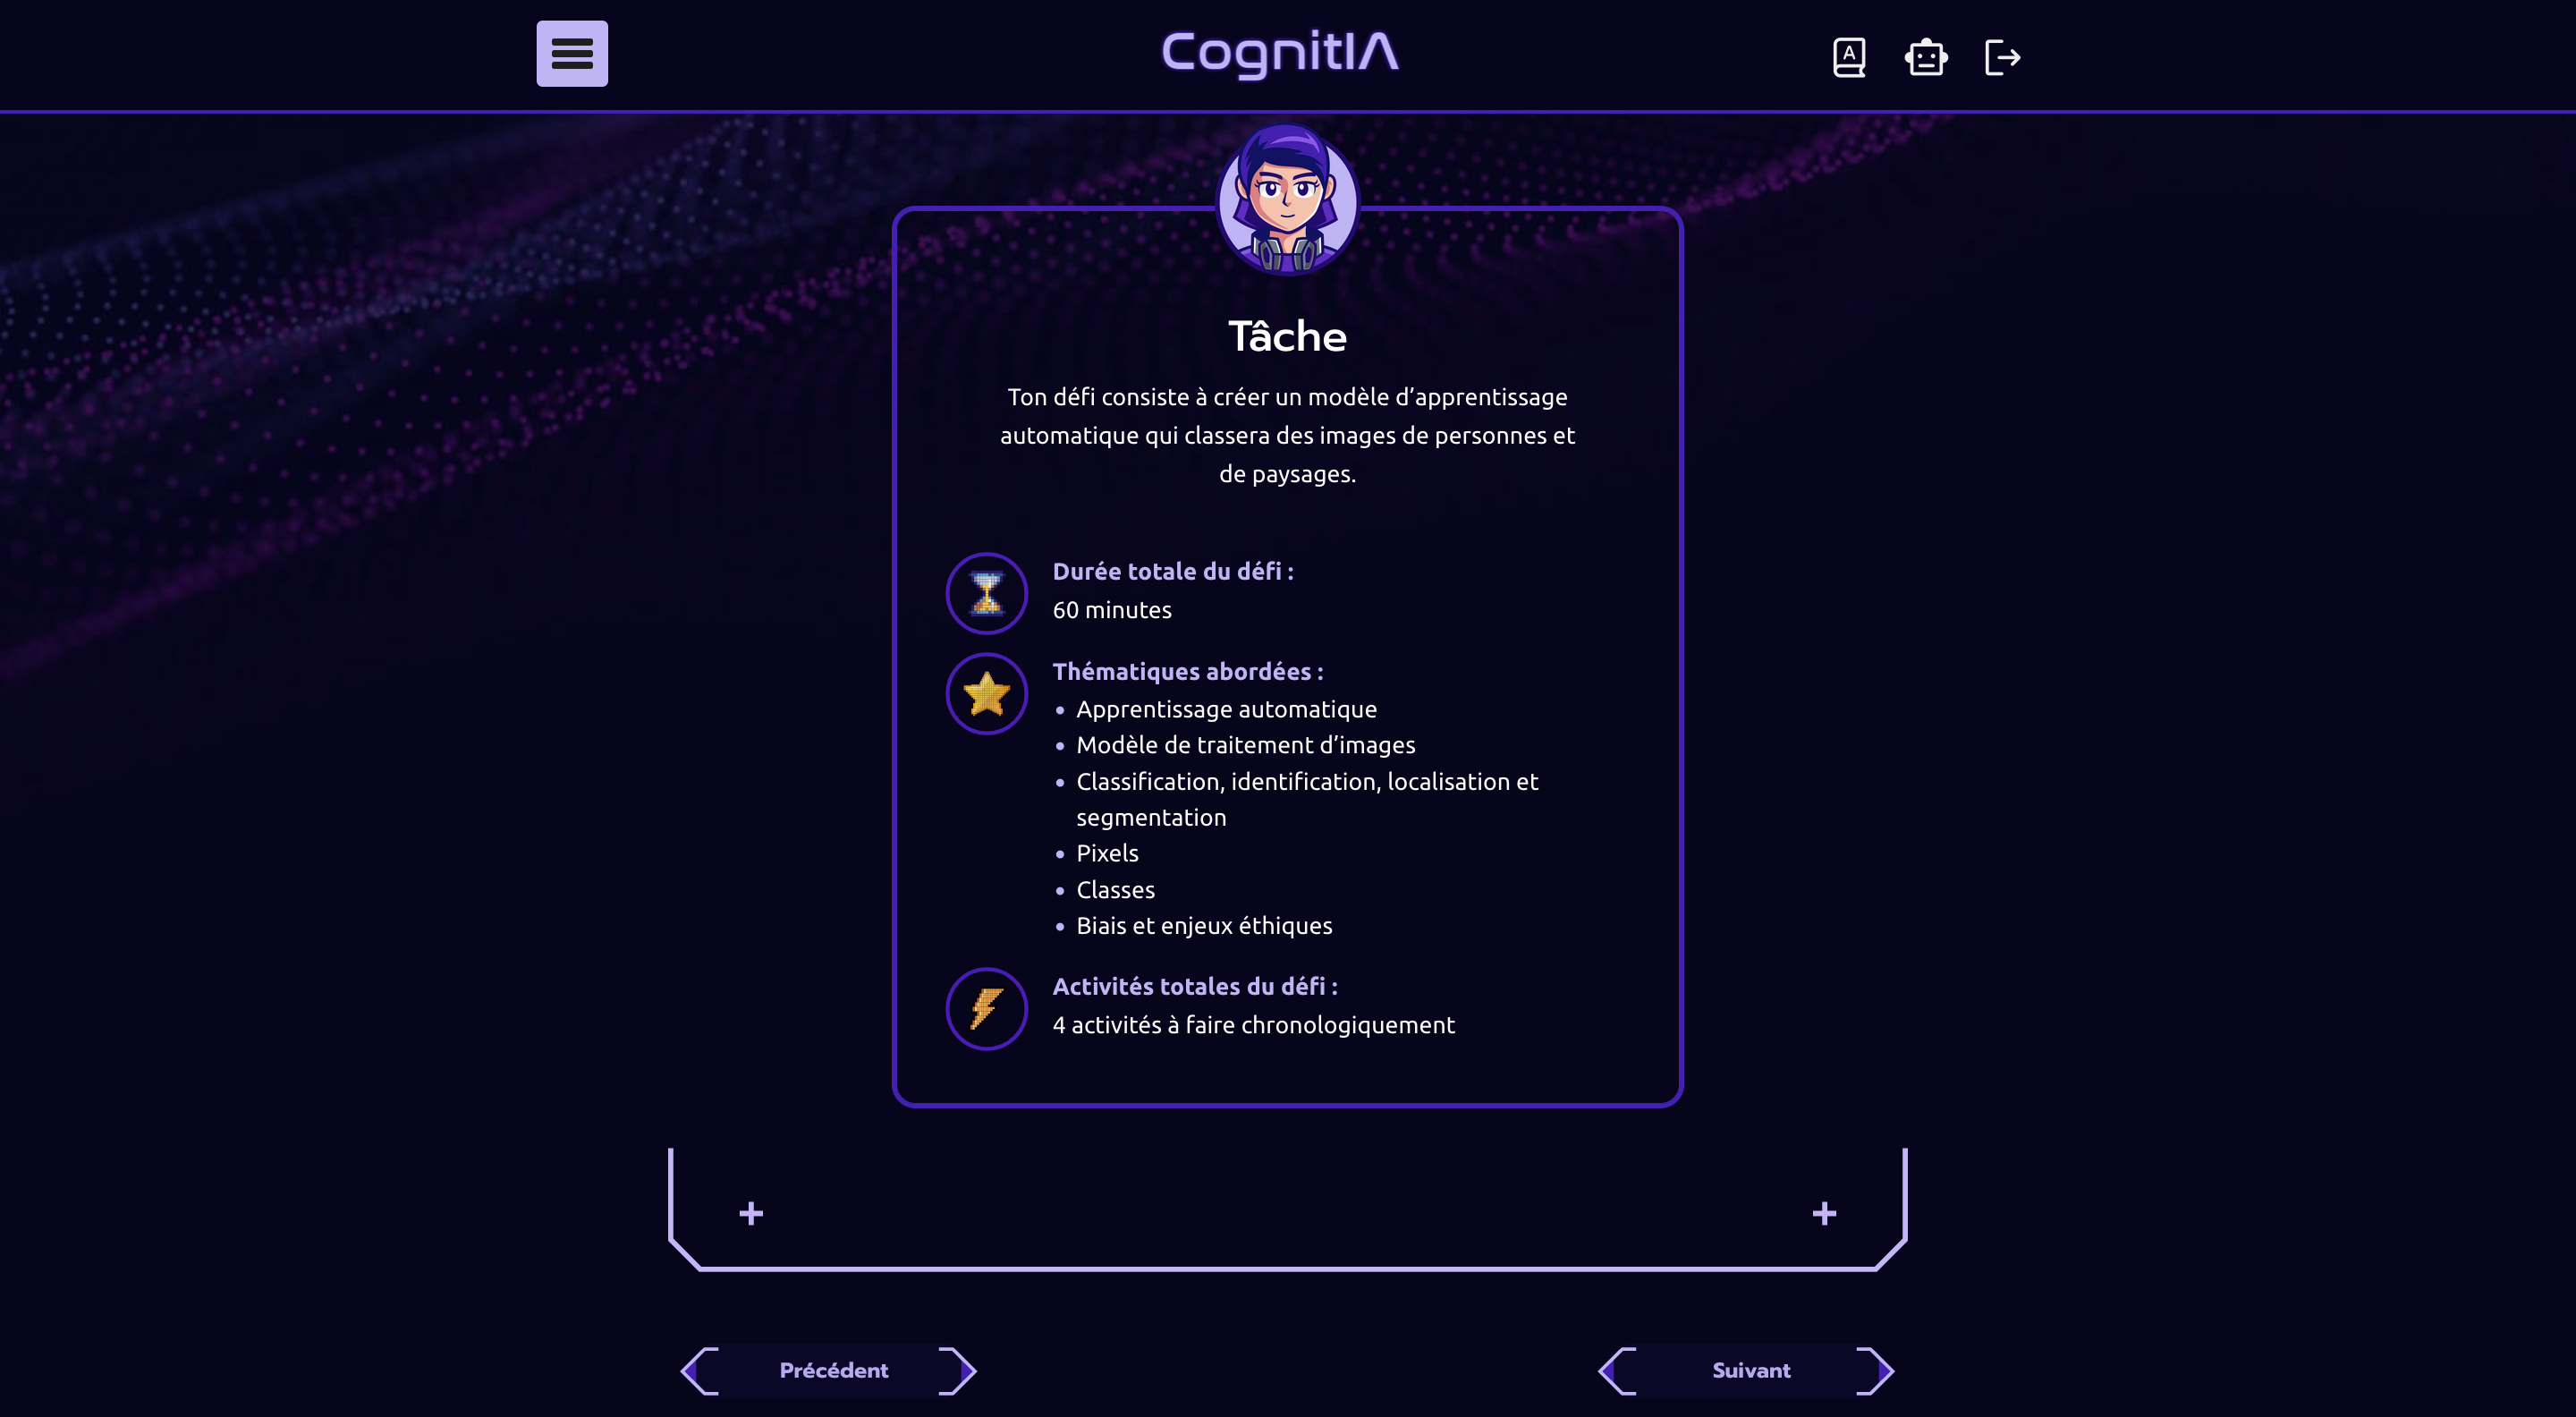 CognitIA
A
Tâche
Ton défi consiste à créer un modèle d’apprentissage
automatique qui classera des images de personnes et
de paysages.
Durée totale du défi :
60 minutes
Thématiques abordées :
• Apprentissage automatique
• Modèle de traitement d’images
• Classification, identification, localisation et
segmentation
• Pixels
• Classes
• Biais et enjeux éthiques
Activités totales du défi :
4 activités à faire chronologiquement
Précédent
Suivant